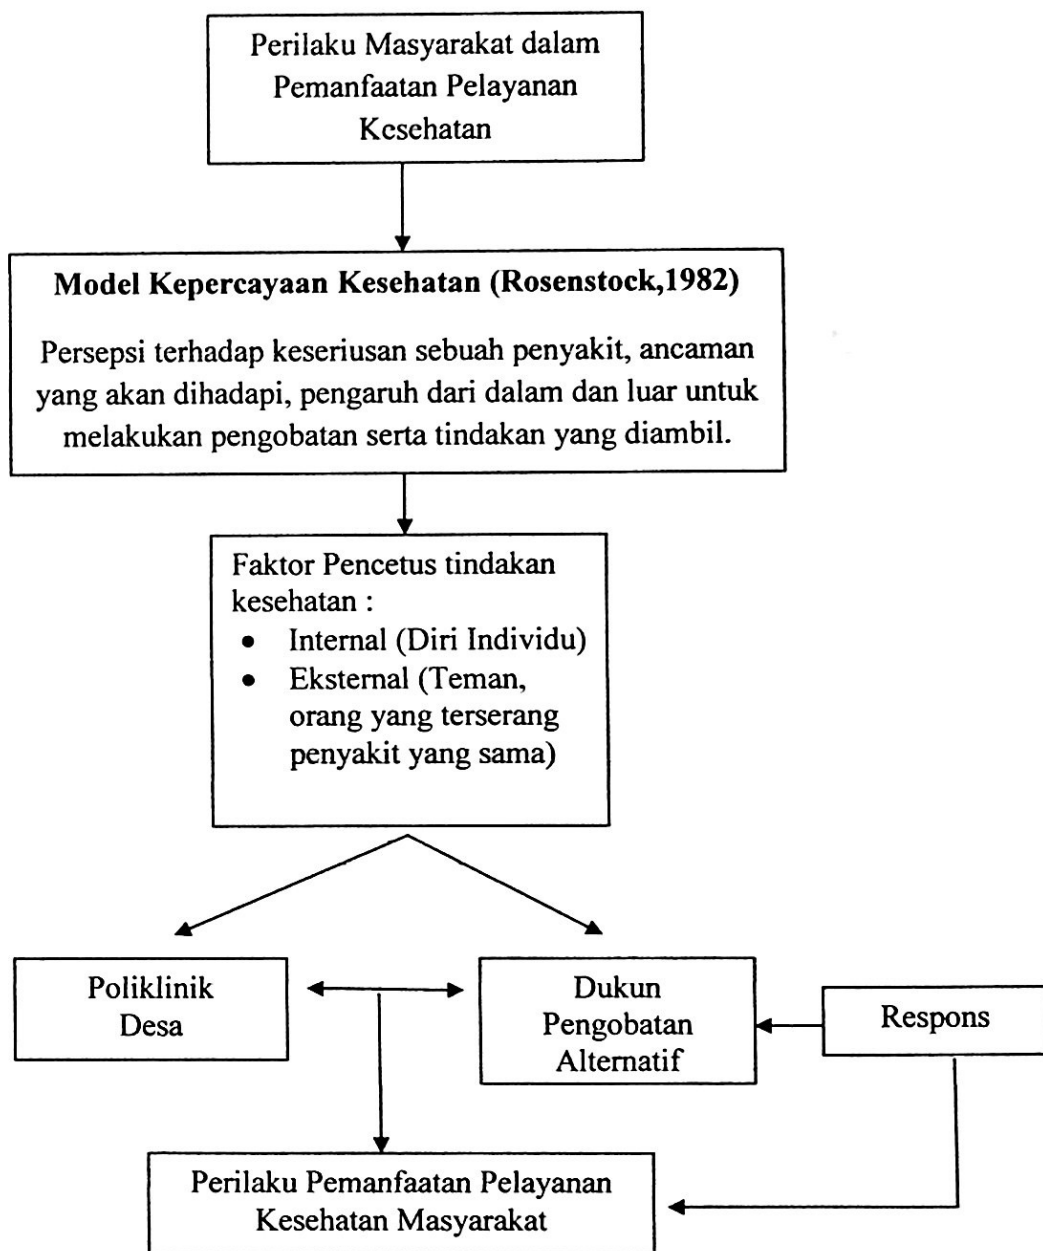 Perilaku Masyarakat dalam
Pemanfaatan Pelayanan
Kesehatan
Model Kepercayaan Kesehatan (Rosenstock,1982)
Persepsi terhadap keseriusan sebuah penyakit, ancaman
yang akan dihadapi, pengaruh dari dalam dan luar untuk
melakukan pengobatan serta tindakan yang diambil.
Faktor Pencetus tindakan
kesehatan :
• Internal (Diri Individu)
• Eksternal (Teman,
orang yang terserang
penyakit yang sama)
Poliklinik
Desa
Dukun
Pengobatan
Alternatif
Respons
Perilaku Pemanfaatan Pelayanan
Kesehatan Masyarakat